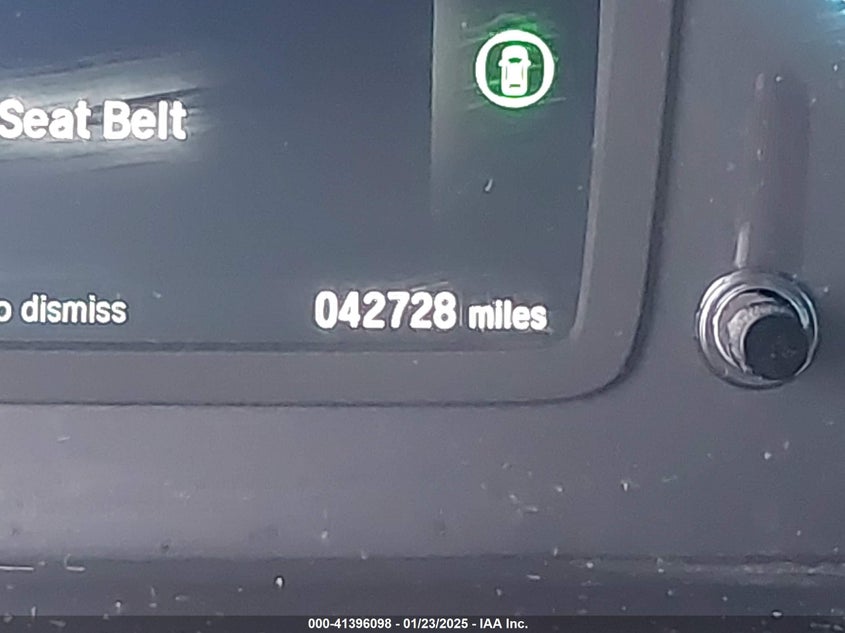 Seat Belt
o dismiss
042728 miles
000-41396098 - 01/23/2025 - IAA Inc.